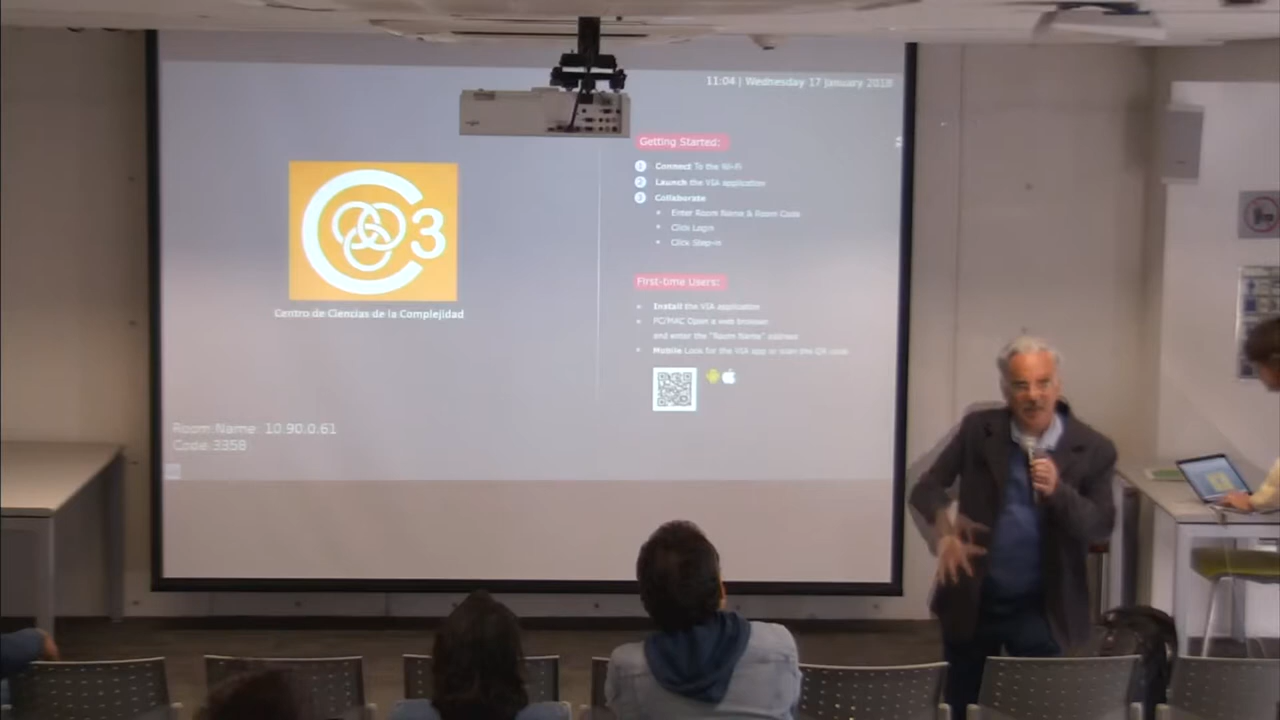 11:04 | Wednesday 17 January 2018
C3
Centro de Ciencias de la Complejidad
Getting Started:
1 Connect To the Wi-Fi
2 Launch the VIA application
3 Collaborate
• Enter Room Name & Room Code
• Click Login
• Click Step-in
First-time Users:
• Install the VIA application
• PC/MAC Open a web browser
and enter the "Room Name" address
• Mobile Look for the VIA app or scan the QR code
Room Name: 10.90.0.61
Code:3358